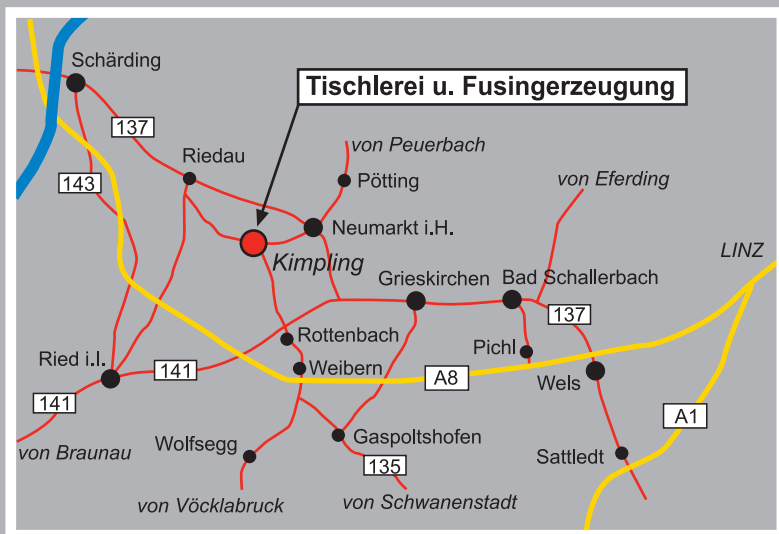 Schärding
Tischlerei u. Fusingerzeugung
137
Riedau
von Peuerbach
143
Pötting
von Eferding
Neumarkt i.H.
Kimpling
LINZ
Grieskirchen
Bad Schallerbach
137
Rottenbach
Pichl
Ried i.I.
141
Weibern
A8
Wels
141
A1
von Braunau
Wolfsegg
Gaspoltshofen
Sattledt
135
von Vöcklabruck
von Schwanenstadt